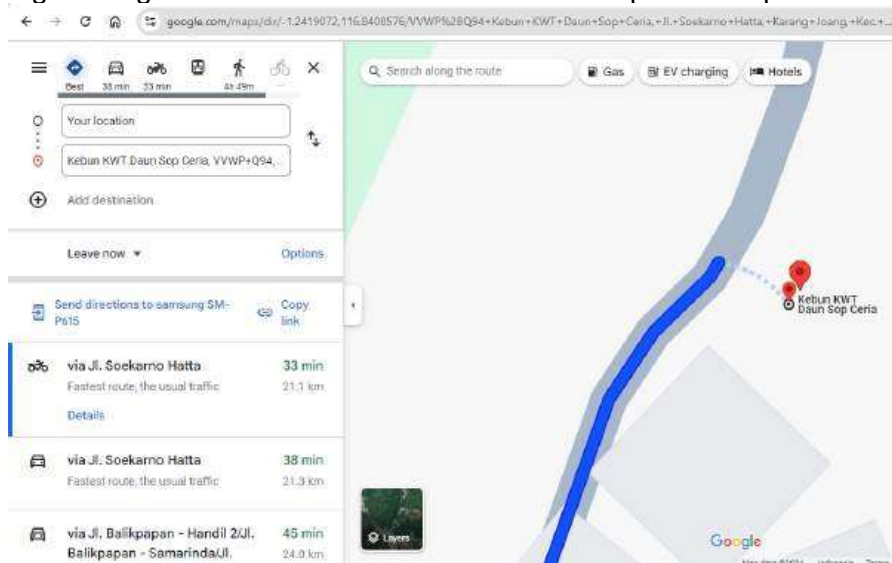 google.com/maps/dir/-1.2419072,116.8408576/VVWP%2BQ94+Kebun+KWT+Daun+Sop+Ceria,+Jl.+Soekarno+Hatta,+Karang+Joang,+Kec.+...
Best 38 min 33 min 4h 49m
Your location
Kebun KWT Daun Sop Ceria, VVWP+Q94, ...
Add destination
Leave now Options
Send directions to samsung SM-
P615
Copy
link
via Jl. Soekarno Hatta 33 min
Fastest route, the usual traffic 21.1 km
Details
via Jl. Soekarno Hatta 38 min
Fastest route, the usual traffic 21.3 km
via Jl. Balikpapan - Handil 2/Jl. 45 min
Balikpapan - Samarinda/Jl. 24.0 km
Search along the route Gas EV charging Hotels
Kebun KWT
Daun Sop Ceria
Layers
Google